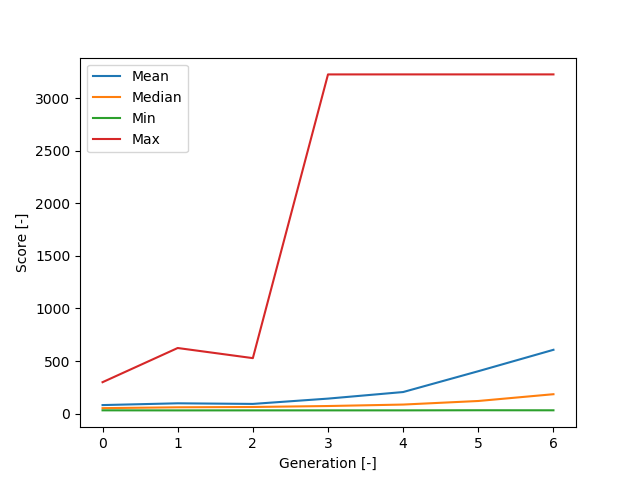 Mean
Median
Min
Max
3000
2500
2000
1500
1000
500
0
Score [-]
0 1 2 3 4 5 6
Generation [-]